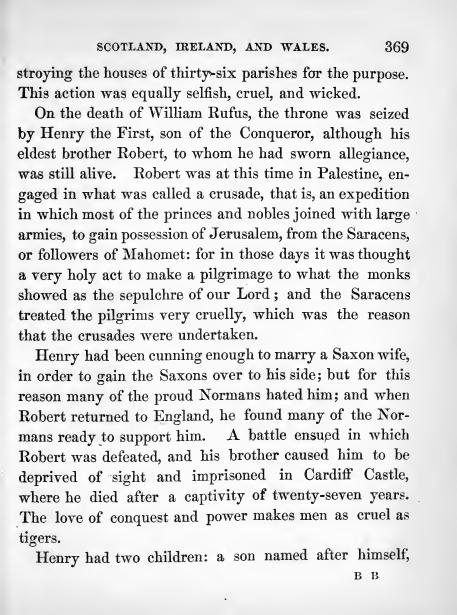 SCOTLAND, IRELAND, AND WALES. 369
stroying the houses of thirty-six parishes for the purpose.
This action was equally selfish, cruel, and wicked.
On the death of William Rufus, the throne was seized
by Henry the First, son of the Conqueror, although his
eldest brother Robert, to whom he had sworn allegiance,
was still alive. Robert was at this time in Palestine, en-
gaged in what was called a crusade, that is, an expedition
in which most of the princes and nobles joined with large
armies, to gain possession of Jerusalem, from the Saracens,
or followers of Mahomet: for in those days it was thought
a very holy act to make a pilgrimage to what the monks
showed as the sepulchre of our Lord; and the Saracens
treated the pilgrims very cruelly, which was the reason
that the crusades were undertaken.
Henry had been cunning enough to marry a Saxon wife,
in order to gain the Saxons over to his side; but for this
reason many of the proud Normans hated him; and when
Robert returned to England, he found many of the Nor-
mans ready to support him. A battle ensued in which
Robert was defeated, and his brother caused him to be
deprived of sight and imprisoned in Cardiff Castle,
where he died after a captivity of twenty-seven years.
The love of conquest and power makes men as cruel as
tigers.
Henry had two children: a son named after himself,
B B